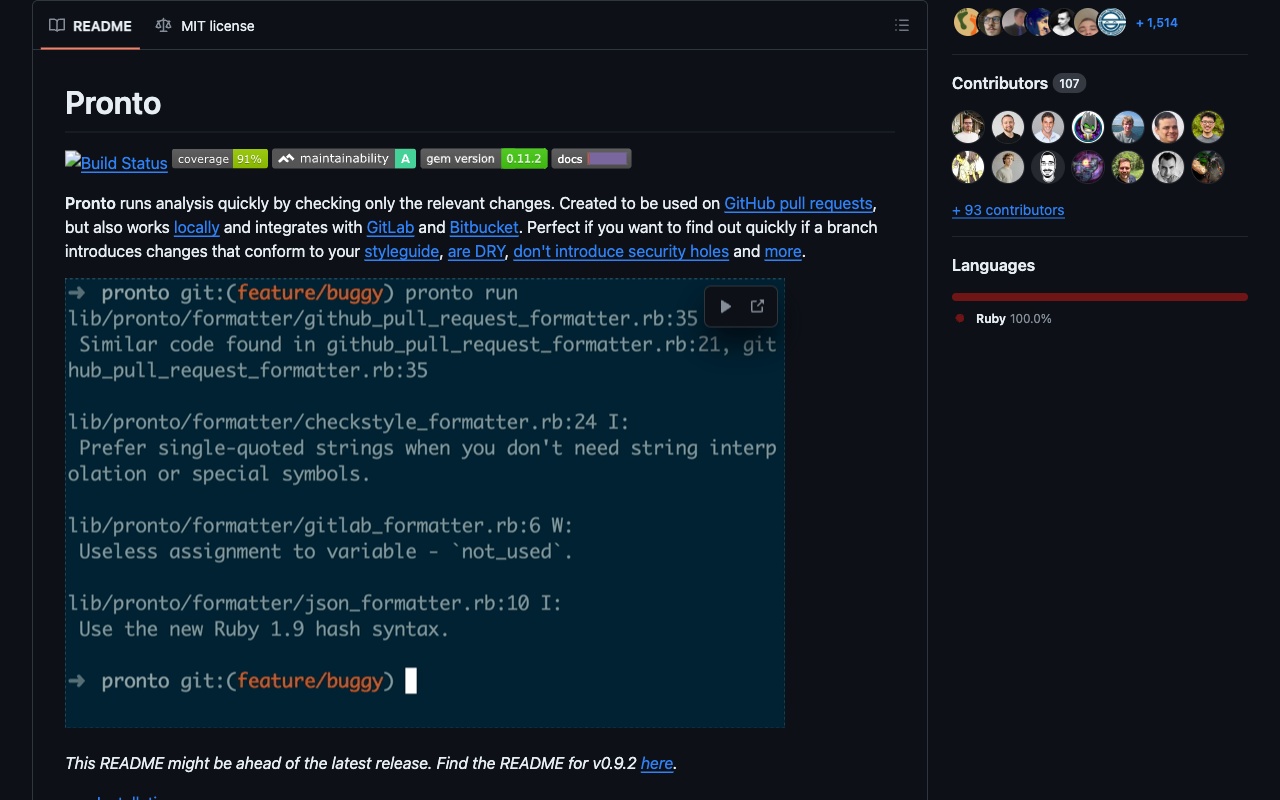 README
MIT license
+ 1,514
Contributors 107
+ 93 contributors
Languages
Ruby 100.0%
Pronto
Build Status
coverage 91%
maintainability A
gem version 0.11.2
docs
Pronto runs analysis quickly by checking only the relevant changes. Created to be used on GitHub pull requests,
but also works locally and integrates with GitLab and Bitbucket. Perfect if you want to find out quickly if a branch
introduces changes that conform to your styleguide, are DRY, don't introduce security holes and more.
➜ pronto git:(feature/buggy) pronto run
lib/pronto/formatter/github_pull_request_formatter.rb:35
Similar code found in github_pull_request_formatter.rb:21, git
hub_pull_request_formatter.rb:35
lib/pronto/formatter/checkstyle_formatter.rb:24 I:
Prefer single-quoted strings when you don't need string interp
olation or special symbols.
lib/pronto/formatter/gitlab_formatter.rb:6 W:
Useless assignment to variable - `not_used`.
lib/pronto/formatter/json_formatter.rb:10 I:
Use the new Ruby 1.9 hash syntax.
➜ pronto git:(feature/buggy)
This README might be ahead of the latest release. Find the README for v0.9.2 here.